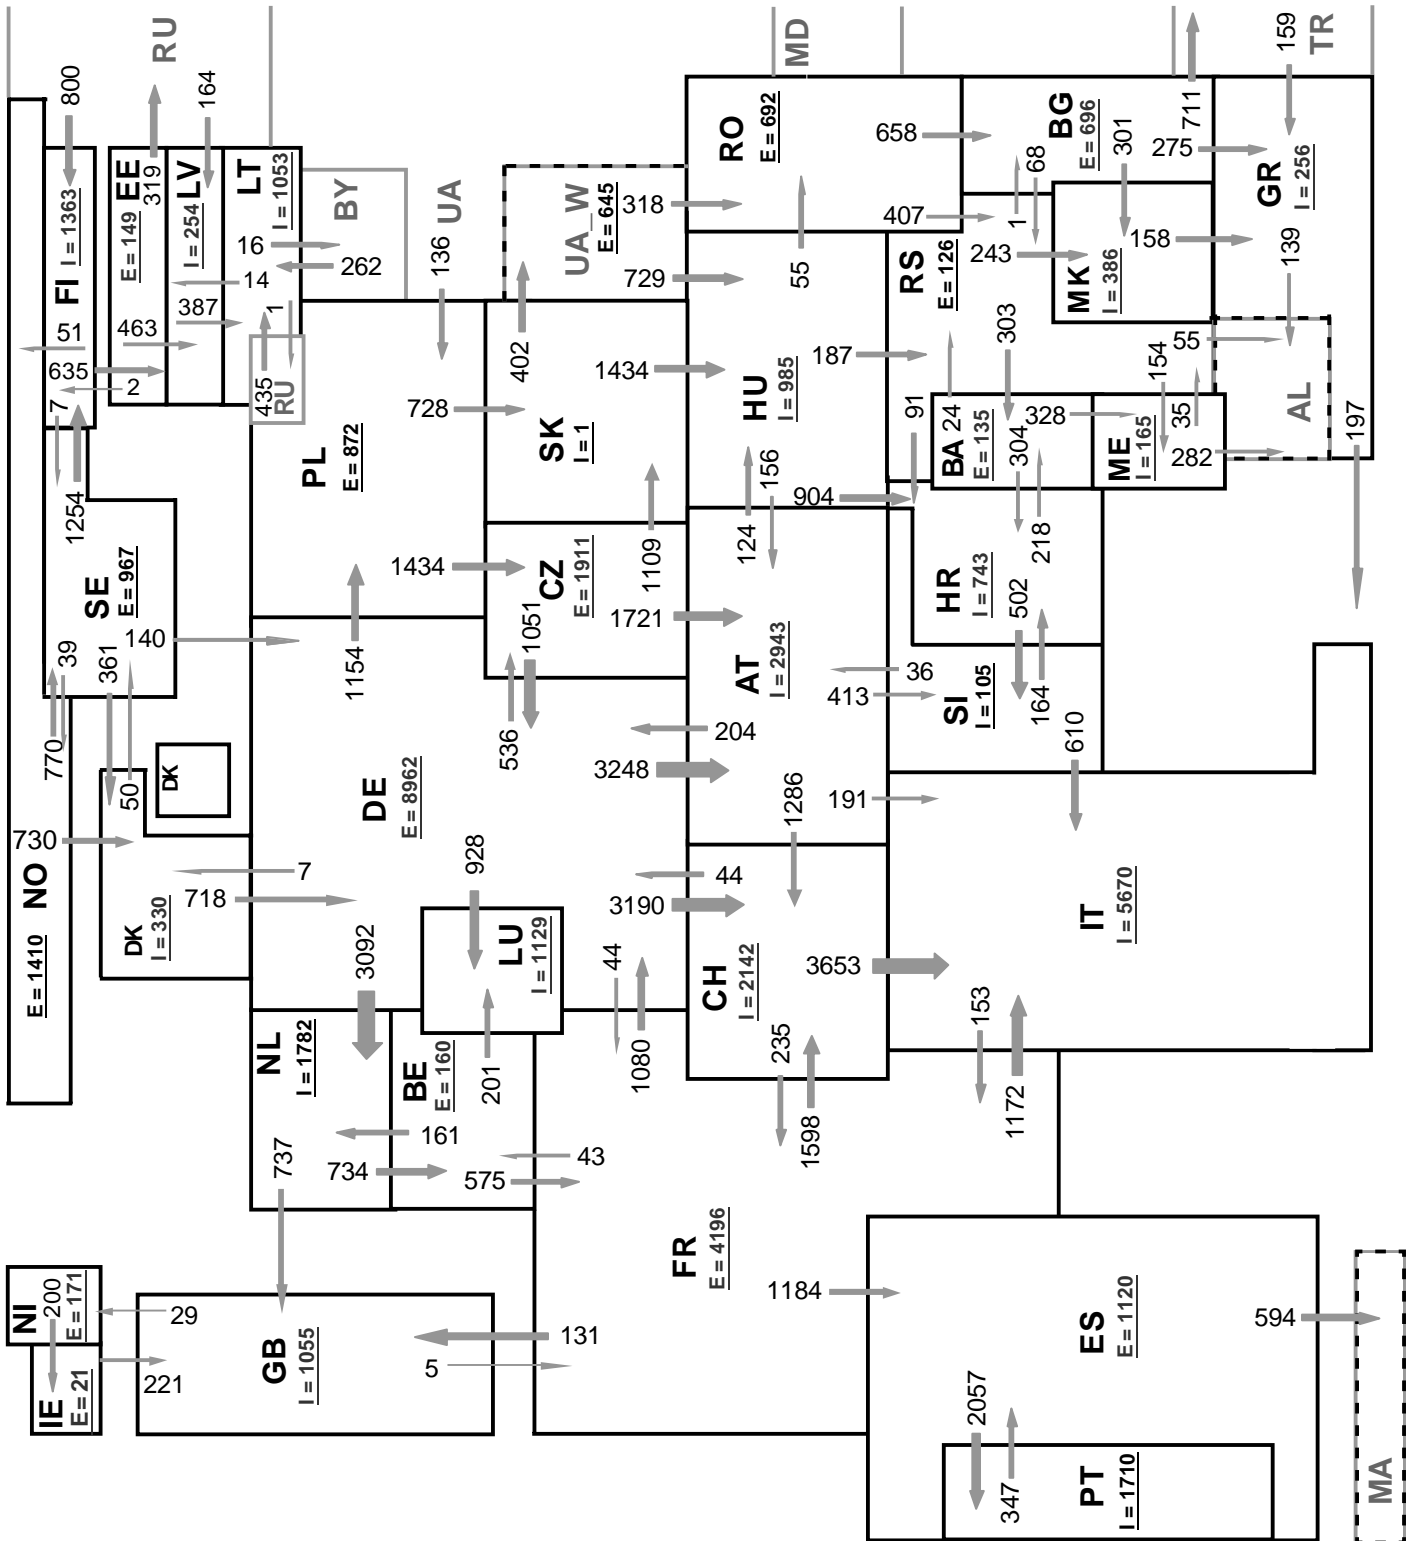 MD
TR
RU
159
800
164
711
RO
E = 692
658
BG
E = 696
301
275
EE
E = 149
319
LV
I = 254
LT
I = 1053
BY
UA
UA_W
E = 645
318
68
1
407
GR
I = 256
FI
I = 1363
16
262
136
729
55
RS
E = 126
243
MK
I = 386
158
139
14
387
463
51
635
2
7
1
435
RU
402
1434
187
303
154
55
HU
I = 985
728
SK
I = 1
91
BA
E = 135
24
304
328
ME
I = 165
35
282
AL
197
PL
E = 872
1254
SE
E = 967
156
904
124
218
1434
1109
CZ
E = 1911
HR
I = 743
502
39
361
140
1154
1051
536
1721
AT
I = 2943
36
413
SI
I = 105
164
610
770
50
DK
204
3248
1286
191
DE
E = 8962
730
NO
E = 1410
7
718
DK
I = 330
928
44
3190
IT
I = 5670
LU
I = 1129
3092
44
1080
CH
I = 2142
3653
153
1172
NL
I = 1782
BE
E = 160
201
235
1598
161
734
43
575
737
FR
E = 4196
1184
NI
E = 171
200
29
IE
E = 21
221
GB
I = 1055
131
5
ES
E = 1120
594
2057
347
PT
I = 1710
MA